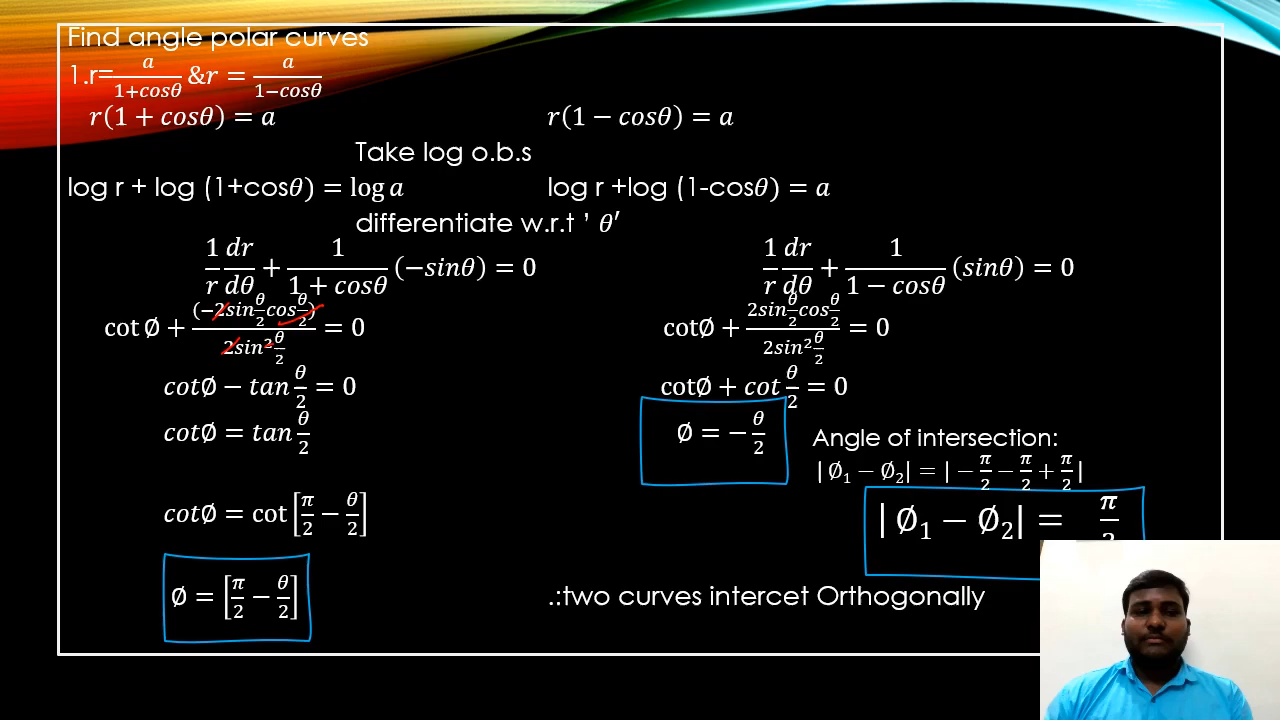 Find angle polar curves
1.r=a/(1+cosθ) &r = a/(1−cosθ)
r(1 + cosθ) = a r(1 − cosθ) = a
Take log o.b.s
log r + log (1+cosθ) = log a log r +log (1-cosθ) = a
differentiate w.r.t ' θ′
1/r dr/dθ + 1/(1 + cosθ) (−sinθ) = 0 1/r dr/dθ + 1/(1 − cosθ) (sinθ) = 0
cot ∅ + (−2sin θ/2 cos θ/2)/(2sin² θ/2) = 0 cot∅ + (2sin θ/2 cos θ/2)/(2sin² θ/2) = 0
cot∅ − tan θ/2 = 0 cot∅ + cot θ/2 = 0
cot∅ = tan θ/2 ∅ = − θ/2
Angle of intersection:
| ∅₁ − ∅₂| = | − π/2 − π/2 + π/2|
cot∅ = cot [π/2 − θ/2] | ∅₁ − ∅₂| = π/2
∅ = [π/2 − θ/2] .:two curves intercet Orthogonally